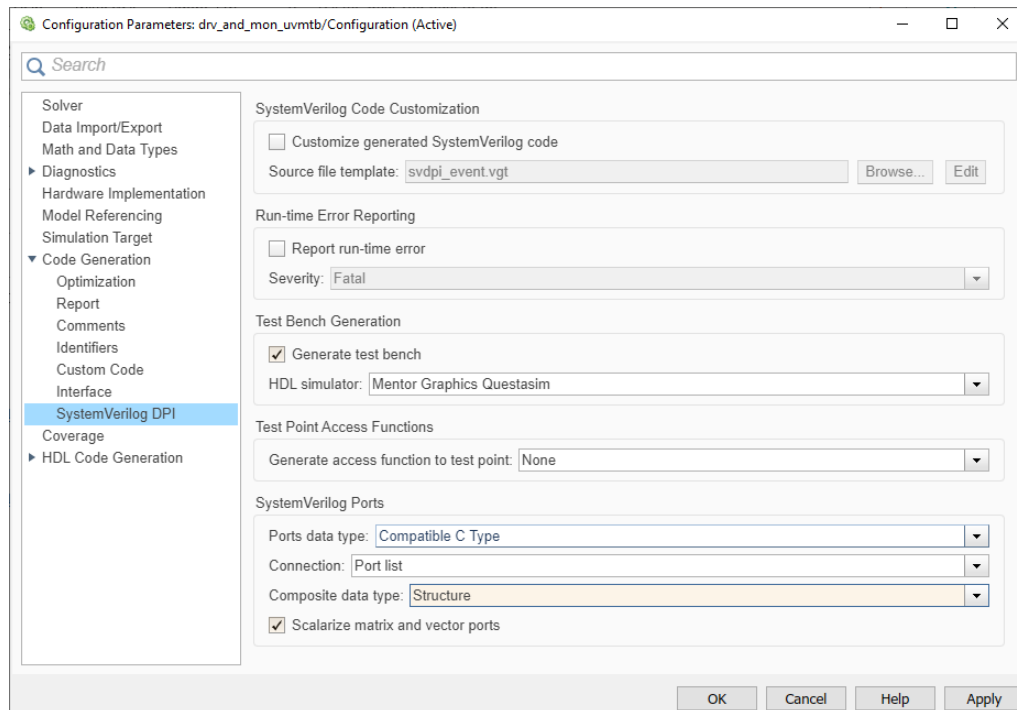 Configuration Parameters: drv_and_mon_uvmtb/Configuration (Active)
Search
Solver
Data Import/Export
Math and Data Types
Diagnostics
Hardware Implementation
Model Referencing
Simulation Target
Code Generation
Optimization
Report
Comments
Identifiers
Custom Code
Interface
SystemVerilog DPI
Coverage
HDL Code Generation
SystemVerilog Code Customization
Customize generated SystemVerilog code
Source file template: svdpi_event.vgt Browse... Edit
Run-time Error Reporting
Report run-time error
Severity: Fatal
Test Bench Generation
Generate test bench
HDL simulator: Mentor Graphics Questasim
Test Point Access Functions
Generate access function to test point: None
SystemVerilog Ports
Ports data type: Compatible C Type
Connection: Port list
Composite data type: Structure
Scalarize matrix and vector ports
OK Cancel Help Apply